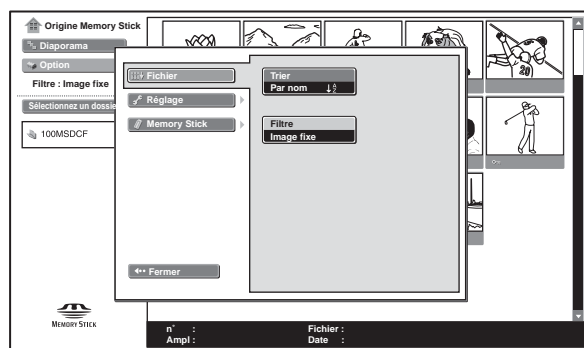 Origine Memory Stick
Diaporama
Option
Filtre : Image fixe
Sélectionnez un dossie
100MSDCF
MEMORY STICK
Fichier
Réglage
Memory Stick
Fermer
Trier
Par nom
Filtre
Image fixe
20
n° :
Fichier :
Ampl :
Date :